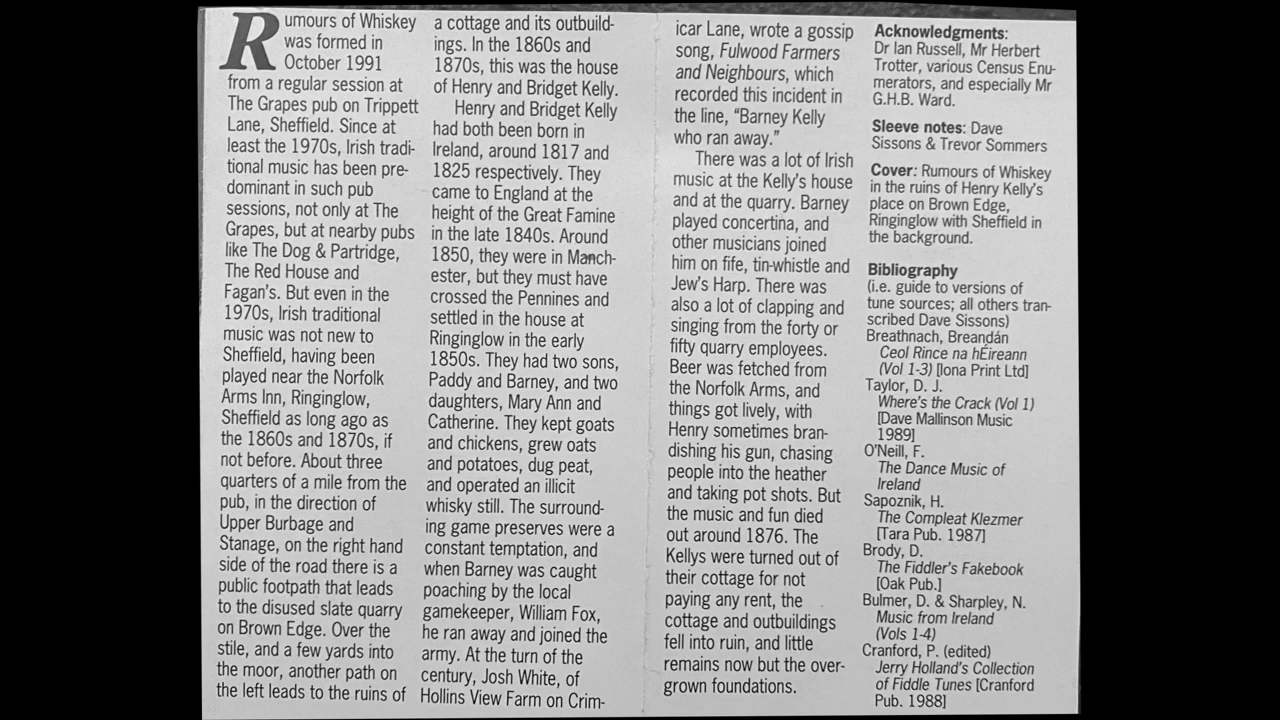 Rumours of Whiskey
was formed in
October 1991
from a regular session at
The Grapes pub on Trippett
Lane, Sheffield. Since at
least the 1970s, Irish tradi-
tional music has been pre-
dominant in such pub
sessions, not only at The
Grapes, but at nearby pubs
like The Dog & Partridge,
The Red House and
Fagan's. But even in the
1970s, Irish traditional
music was not new to
Sheffield, having been
played near the Norfolk
Arms Inn, Ringinglow,
Sheffield as long ago as
the 1860s and 1870s, if
not before. About three
quarters of a mile from the
pub, in the direction of
Upper Burbage and
Stanage, on the right hand
side of the road there is a
public footpath that leads
to the disused slate quarry
on Brown Edge. Over the
stile, and a few yards into
the moor, another path on
the left leads to the ruins of
a cottage and its outbuild-
ings. In the 1860s and
1870s, this was the house
of Henry and Bridget Kelly.
Henry and Bridget Kelly
had both been born in
Ireland, around 1817 and
1825 respectively. They
came to England at the
height of the Great Famine
in the late 1840s. Around
1850, they were in Manch-
ester, but they must have
crossed the Pennines and
settled in the house at
Ringinglow in the early
1850s. They had two sons,
Paddy and Barney, and two
daughters, Mary Ann and
Catherine. They kept goats
and chickens, grew oats
and potatoes, dug peat,
and operated an illicit
whisky still. The surround-
ing game preserves were a
constant temptation, and
when Barney was caught
poaching by the local
gamekeeper, William Fox,
he ran away and joined the
army. At the turn of the
century, Josh White, of
Hollins View Farm on Crim-
icar Lane, wrote a gossip
song, Fulwood Farmers
and Neighbours, which
recorded this incident in
the line, "Barney Kelly
who ran away."
There was a lot of Irish
music at the Kelly's house
and at the quarry. Barney
played concertina, and
other musicians joined
him on fife, tin-whistle and
Jew's Harp. There was
also a lot of clapping and
singing from the forty or
fifty quarry employees.
Beer was fetched from
the Norfolk Arms, and
things got lively, with
Henry sometimes bran-
dishing his gun, chasing
people into the heather
and taking pot shots. But
the music and fun died
out around 1876. The
Kellys were turned out of
their cottage for not
paying any rent, the
cottage and outbuildings
fell into ruin, and little
remains now but the over-
grown foundations.
Acknowledgments:
Dr Ian Russell, Mr Herbert
Trotter, various Census Enu-
merators, and especially Mr
G.H.B. Ward.
Sleeve notes: Dave
Sissons & Trevor Sommers
Cover: Rumours of Whiskey
in the ruins of Henry Kelly's
place on Brown Edge,
Ringinglow with Sheffield in
the background.
Bibliography
(i.e. guide to versions of
tune sources; all others tran-
scribed Dave Sissons)
Breathnach, Breandán
Ceol Rince na hÉireann
(Vol 1-3) [Iona Print Ltd]
Taylor, D. J.
Where's the Crack (Vol 1)
[Dave Mallinson Music
1989]
O'Neill, F.
The Dance Music of
Ireland
Sapoznik, H.
The Compleat Klezmer
[Tara Pub. 1987]
Brody, D.
The Fiddler's Fakebook
[Oak Pub.]
Bulmer, D. & Sharpley, N.
Music from Ireland
(Vols 1-4)
Cranford, P. (edited)
Jerry Holland's Collection
of Fiddle Tunes [Cranford
Pub. 1988]